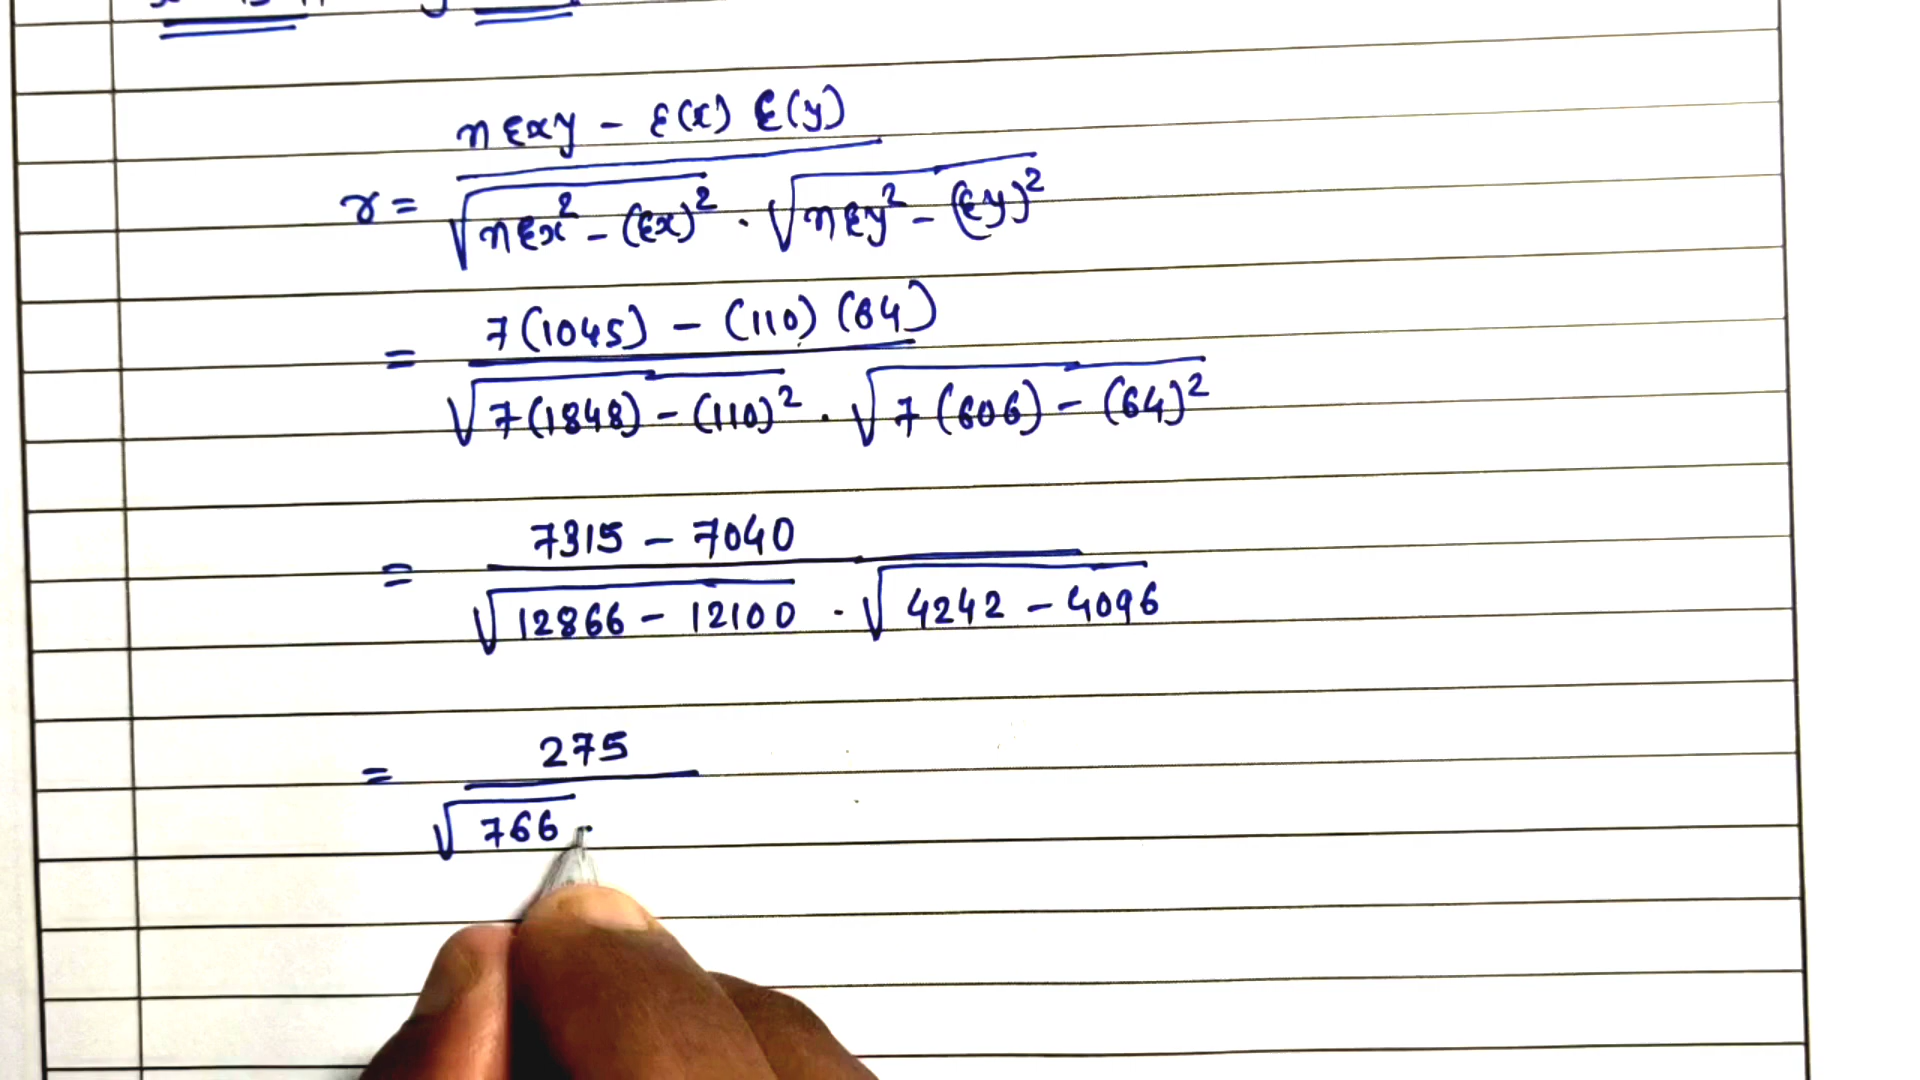 n Σxy - Σ(x) Σ(y)
r = √nΣx² - (Σx)² · √nΣy² - (Σy)²
7(1045) - (110) (64)
= √7(1848) - (110)² · √7(606) - (64)²
7315 - 7040
= √12866 - 12100 · √4242 - 4096
275
= √766